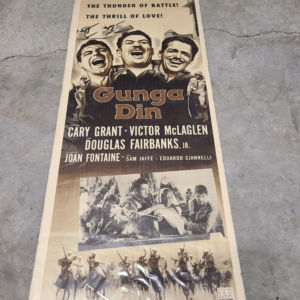 THE THUNDER OF BATTLE!
THE THRILL OF LOVE!
Gunga
Din
CARY GRANT · VICTOR McLAGLEN
DOUGLAS FAIRBANKS, JR.
JOAN FONTAINE · SAM JAFFE · EDUARDO CIANNELLI